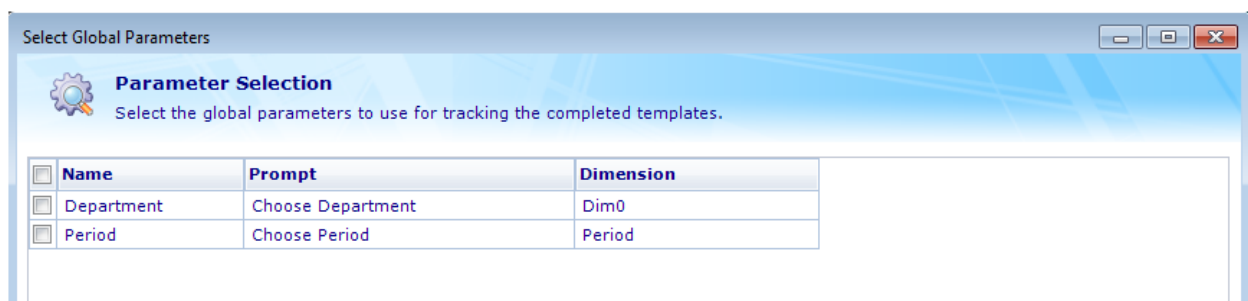 Select Global Parameters
Parameter Selection
Select the global parameters to use for tracking the completed templates.
Name Prompt Dimension
Department Choose Department Dim0
Period Choose Period Period